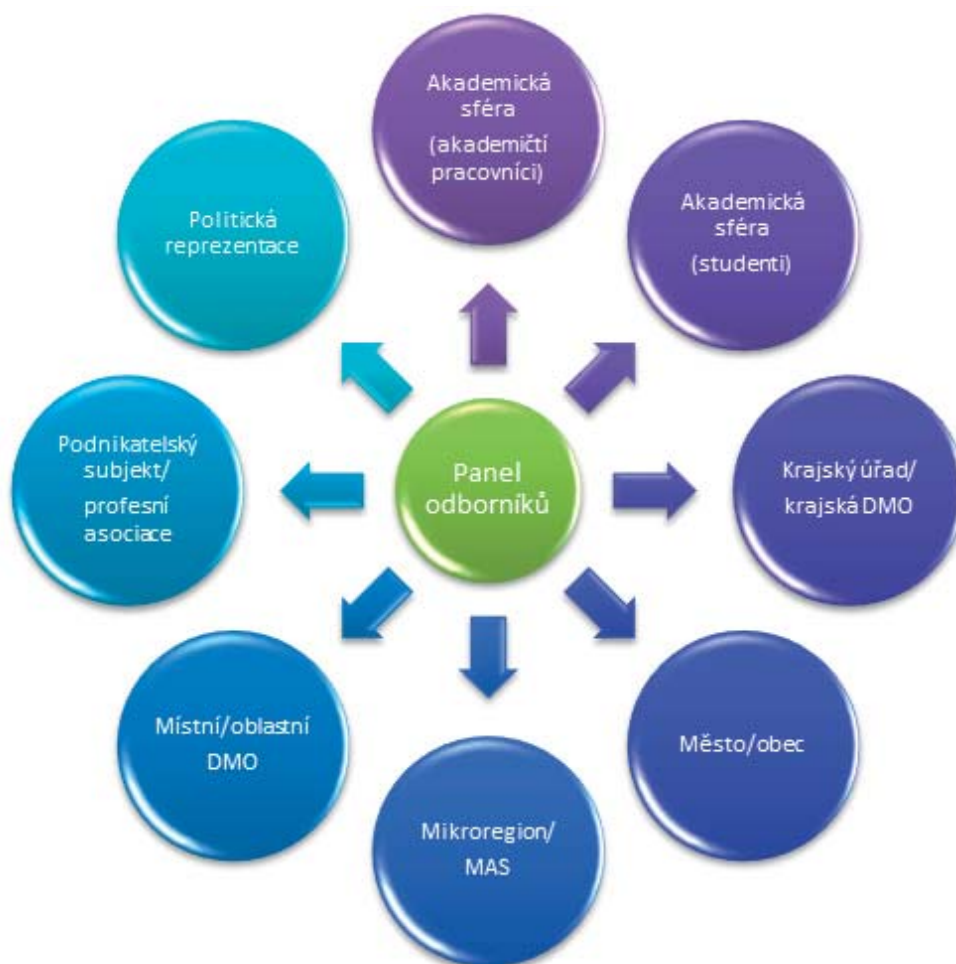 Akademická
sféra
(akademičtí
pracovníci)
Akademická
sféra
(studenti)
Krajský úřad/
krajská DMO
Město/obec
Mikroregion/
MAS
Místní/oblastní
DMO
Podnikatelský
subjekt/
profesní
asociace
Politická
reprezentace
Panel
odborníků